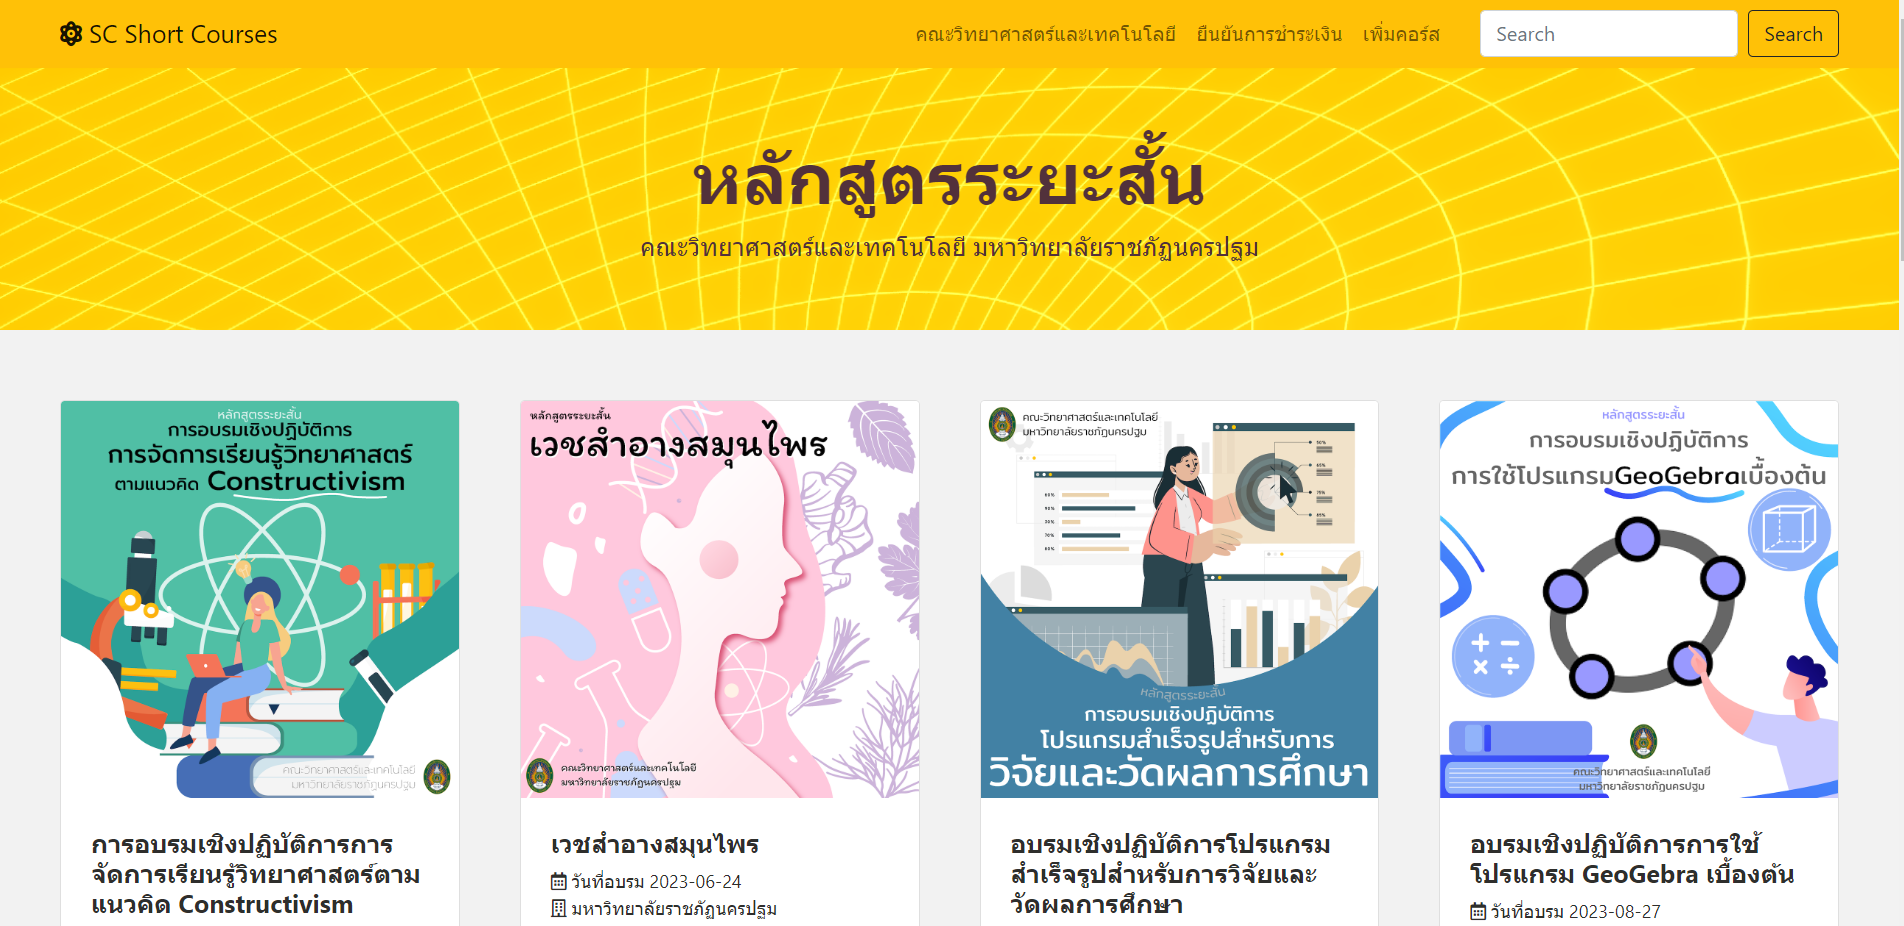 SC Short Courses
คณะวิทยาศาสตร์และเทคโนโลยี
ยืนยันการชำระเงิน
เพิ่มคอร์ส
Search
Search
หลักสูตรระยะสั้น
คณะวิทยาศาสตร์และเทคโนโลยี มหาวิทยาลัยราชภัฏนครปฐม
หลักสูตรระยะสั้น
การอบรมเชิงปฏิบัติการ
การจัดการเรียนรู้วิทยาศาสตร์
ตามแนวคิด Constructivism
คณะวิทยาศาสตร์และเทคโนโลยี
มหาวิทยาลัยราชภัฏนครปฐม
การอบรมเชิงปฏิบัติการการ
จัดการเรียนรู้วิทยาศาสตร์ตาม
แนวคิด Constructivism
หลักสูตรระยะสั้น
เวชสำอางสมุนไพร
คณะวิทยาศาสตร์และเทคโนโลยี
มหาวิทยาลัยราชภัฏนครปฐม
เวชสำอางสมุนไพร
วันที่อบรม 2023-06-24
มหาวิทยาลัยราชภัฏนครปฐม
คณะวิทยาศาสตร์และเทคโนโลยี
มหาวิทยาลัยราชภัฏนครปฐม
หลักสูตรระยะสั้น
การอบรมเชิงปฏิบัติการ
โปรแกรมสำเร็จรูปสำหรับการ
วิจัยและวัดผลการศึกษา
อบรมเชิงปฏิบัติการโปรแกรม
สำเร็จรูปสำหรับการวิจัยและ
วัดผลการศึกษา
หลักสูตรระยะสั้น
การอบรมเชิงปฏิบัติการ
การใช้โปรแกรมGeoGebraเบื้องต้น
คณะวิทยาศาสตร์และเทคโนโลยี
มหาวิทยาลัยราชภัฏนครปฐม
อบรมเชิงปฏิบัติการการใช้
โปรแกรม GeoGebra เบื้องต้น
วันที่อบรม 2023-08-27